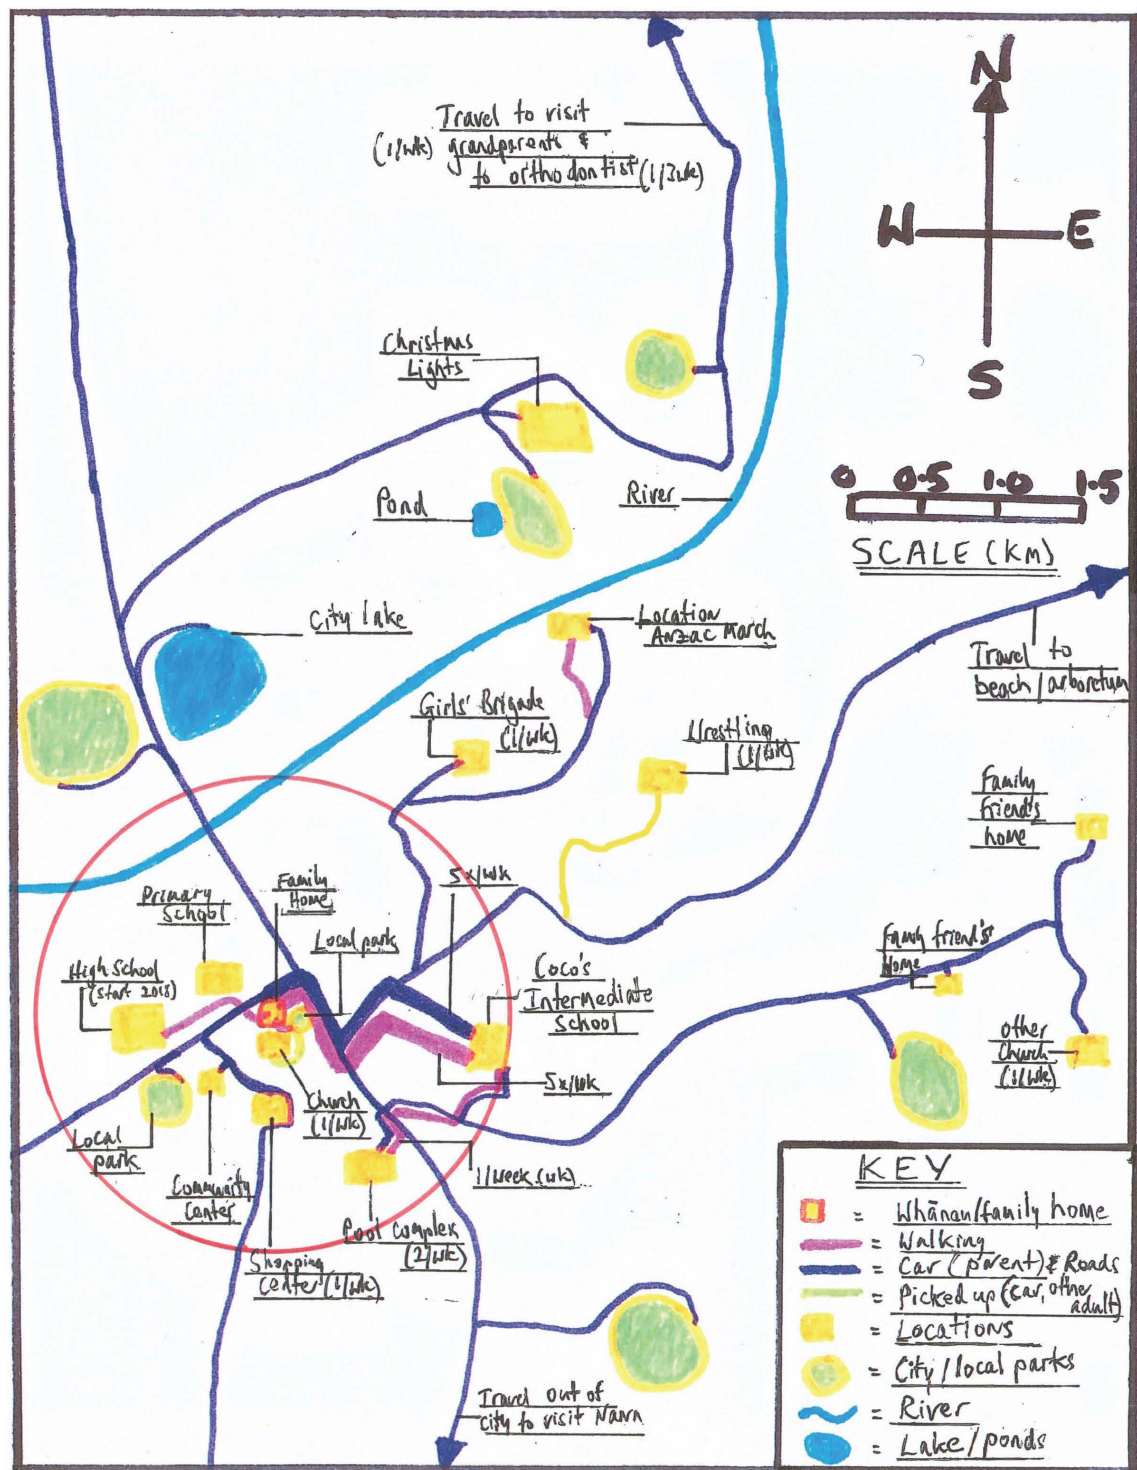 N
W
E
S
Travel to visit
(1/wk) grandparents &
to orthodontist (1/3wk)
Christmas
Lights
Pond
River
0 0.5 1.0 1.5
SCALE (KM)
City lake
Location
Anzac March
Travel to
beach/arboretum
Girls' Brigade
(1/wk)
Wrestling
(1/wk)
Family
friend's
home
Primary
School
Family
Home
5x/wk
Local park
High School
(Start 2018)
Coco's
Intermediate
School
Family friend's
Home
other
Church
(1/wk)
5x/wk
Church
(1/wk)
Local
park
Community
Center
1/week (wk)
Pool Complex
(2/wk)
Shopping
Center (1/wk)
Travel out of
city to visit Nana
KEY
= Whānau/family home
= Walking
= Car (parent) & Roads
= Picked up (car, other
adult)
= Locations
= City/local parks
= River
= Lake/ponds